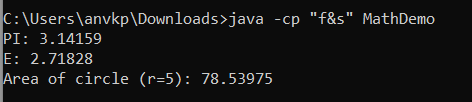 C:\Users\anvkp\Downloads>java -cp "f&s" MathDemo
PI: 3.14159
E: 2.71828
Area of circle (r=5): 78.53975